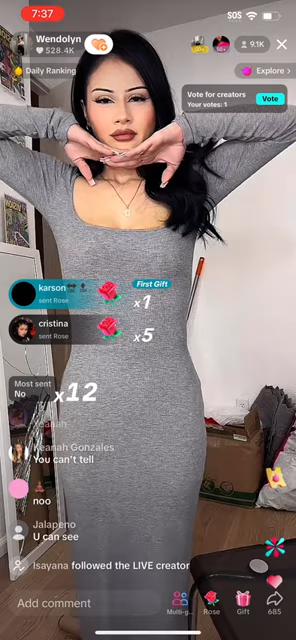 7:37
SOS
Wendolyn
528.4K
9.1K
Daily Ranking
Explore >
Vote for creators
Your votes: 1
Vote
karson
sent Rose
First Gift
x1
cristina
sent Rose
x5
Most sent
No
x12
Keanah Gonzales
You can't tell
noo
Jalapeno
U can see
Isayana followed the LIVE creator
Add comment
Multi-g...
Rose
Gift
685